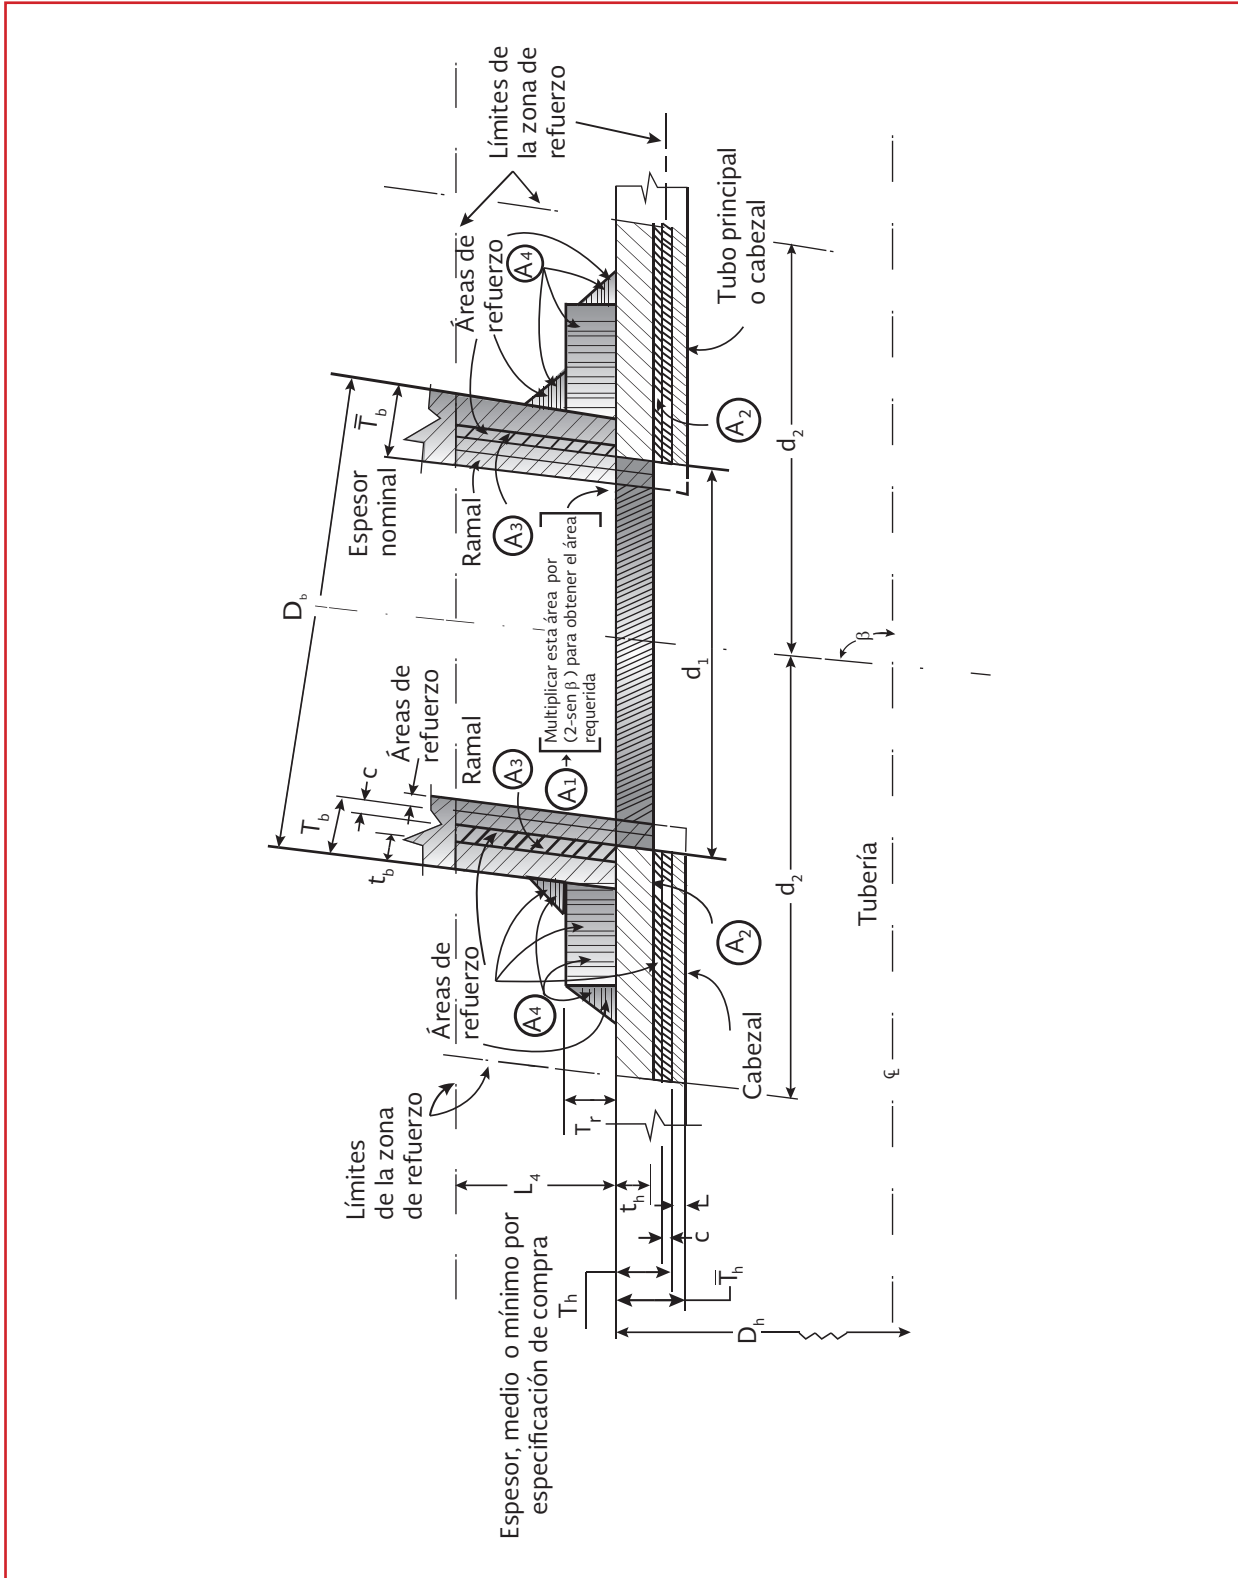 Límites de
la zona de
refuerzo
Áreas de
refuerzo
A4
Tubo principal
o cabezal
T̅b
Espesor
nominal
Ramal
A3
A2
d2
Db
Multiplicar esta área por
(2-sen β ) para obtener el área
requerida
A1
d1
β
Áreas de
refuerzo
c
Tb
tb
Ramal
A3
Áreas de
refuerzo
A4
A2
d2
Tubería
Cabezal
℄
Límites
de la zona
de refuerzo
L4
Tr
th
L
c
Th
T̅h
Dh
Espesor, medio o mínimo por
especificación de compra